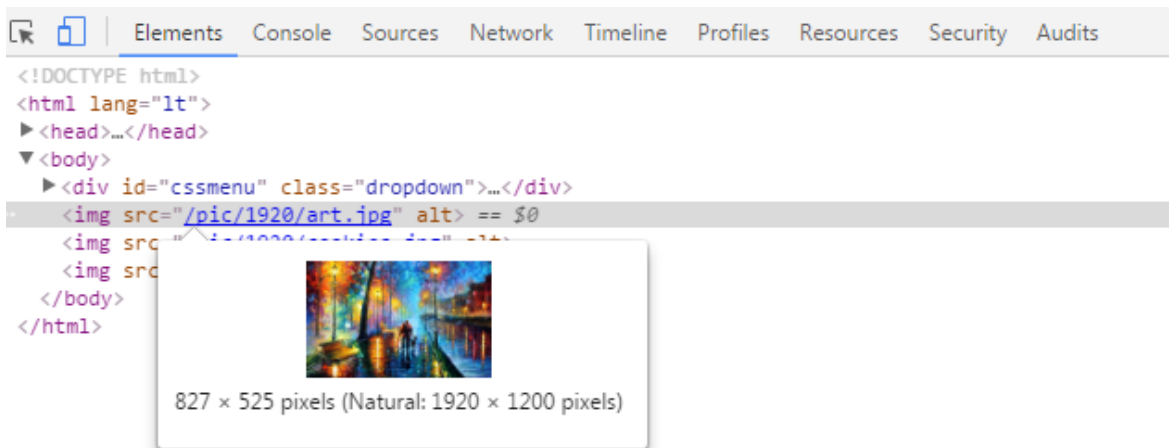 Elements Console Sources Network Timeline Profiles Resources Security Audits
<!DOCTYPE html>
<html lang="lt">
▶<head>…</head>
▼<body>
▶<div id="cssmenu" class="dropdown">…</div>
<img src="/pic/1920/art.jpg" alt> == $0
<img src
<img src
</body>
</html>
827 × 525 pixels (Natural: 1920 × 1200 pixels)